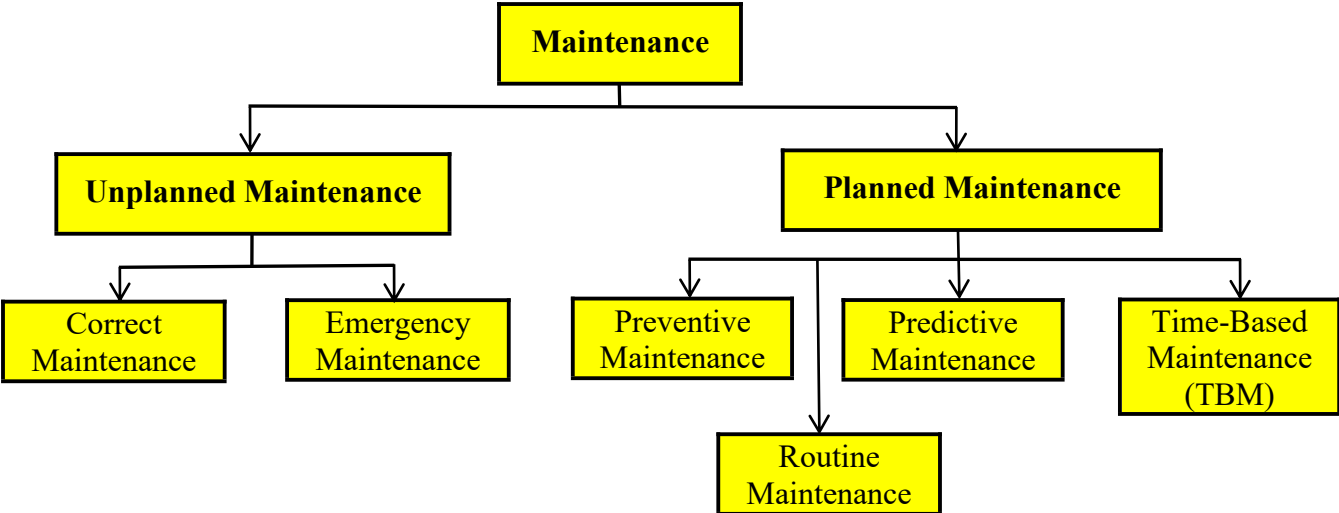 Maintenance
Unplanned Maintenance
Planned Maintenance
Correct
Maintenance
Emergency
Maintenance
Preventive
Maintenance
Predictive
Maintenance
Time-Based
Maintenance
(TBM)
Routine
Maintenance